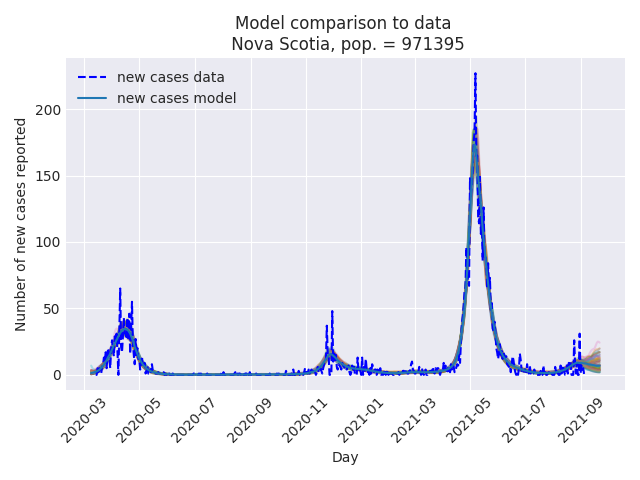 Model comparison to data
Nova Scotia, pop. = 971395
new cases data
new cases model
Number of new cases reported
200
150
100
50
0
2020-03
2020-05
2020-07
2020-09
2020-11
2021-01
2021-03
2021-05
2021-07
2021-09
Day